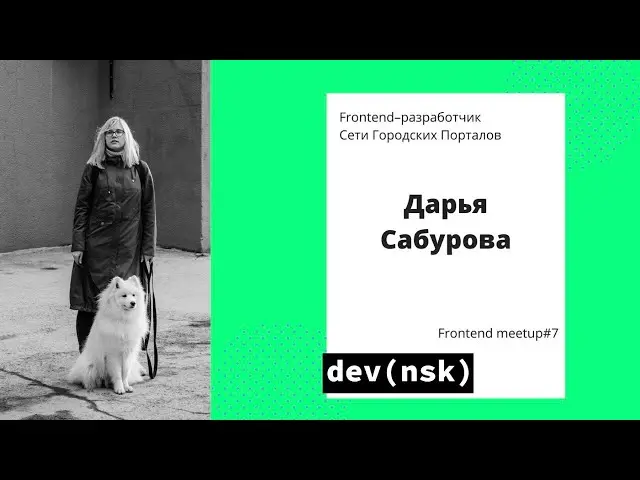 Frontend–разработчик
Сети Городских Порталов
Дарья
Сабурова
Frontend meetup#7
dev(nsk)